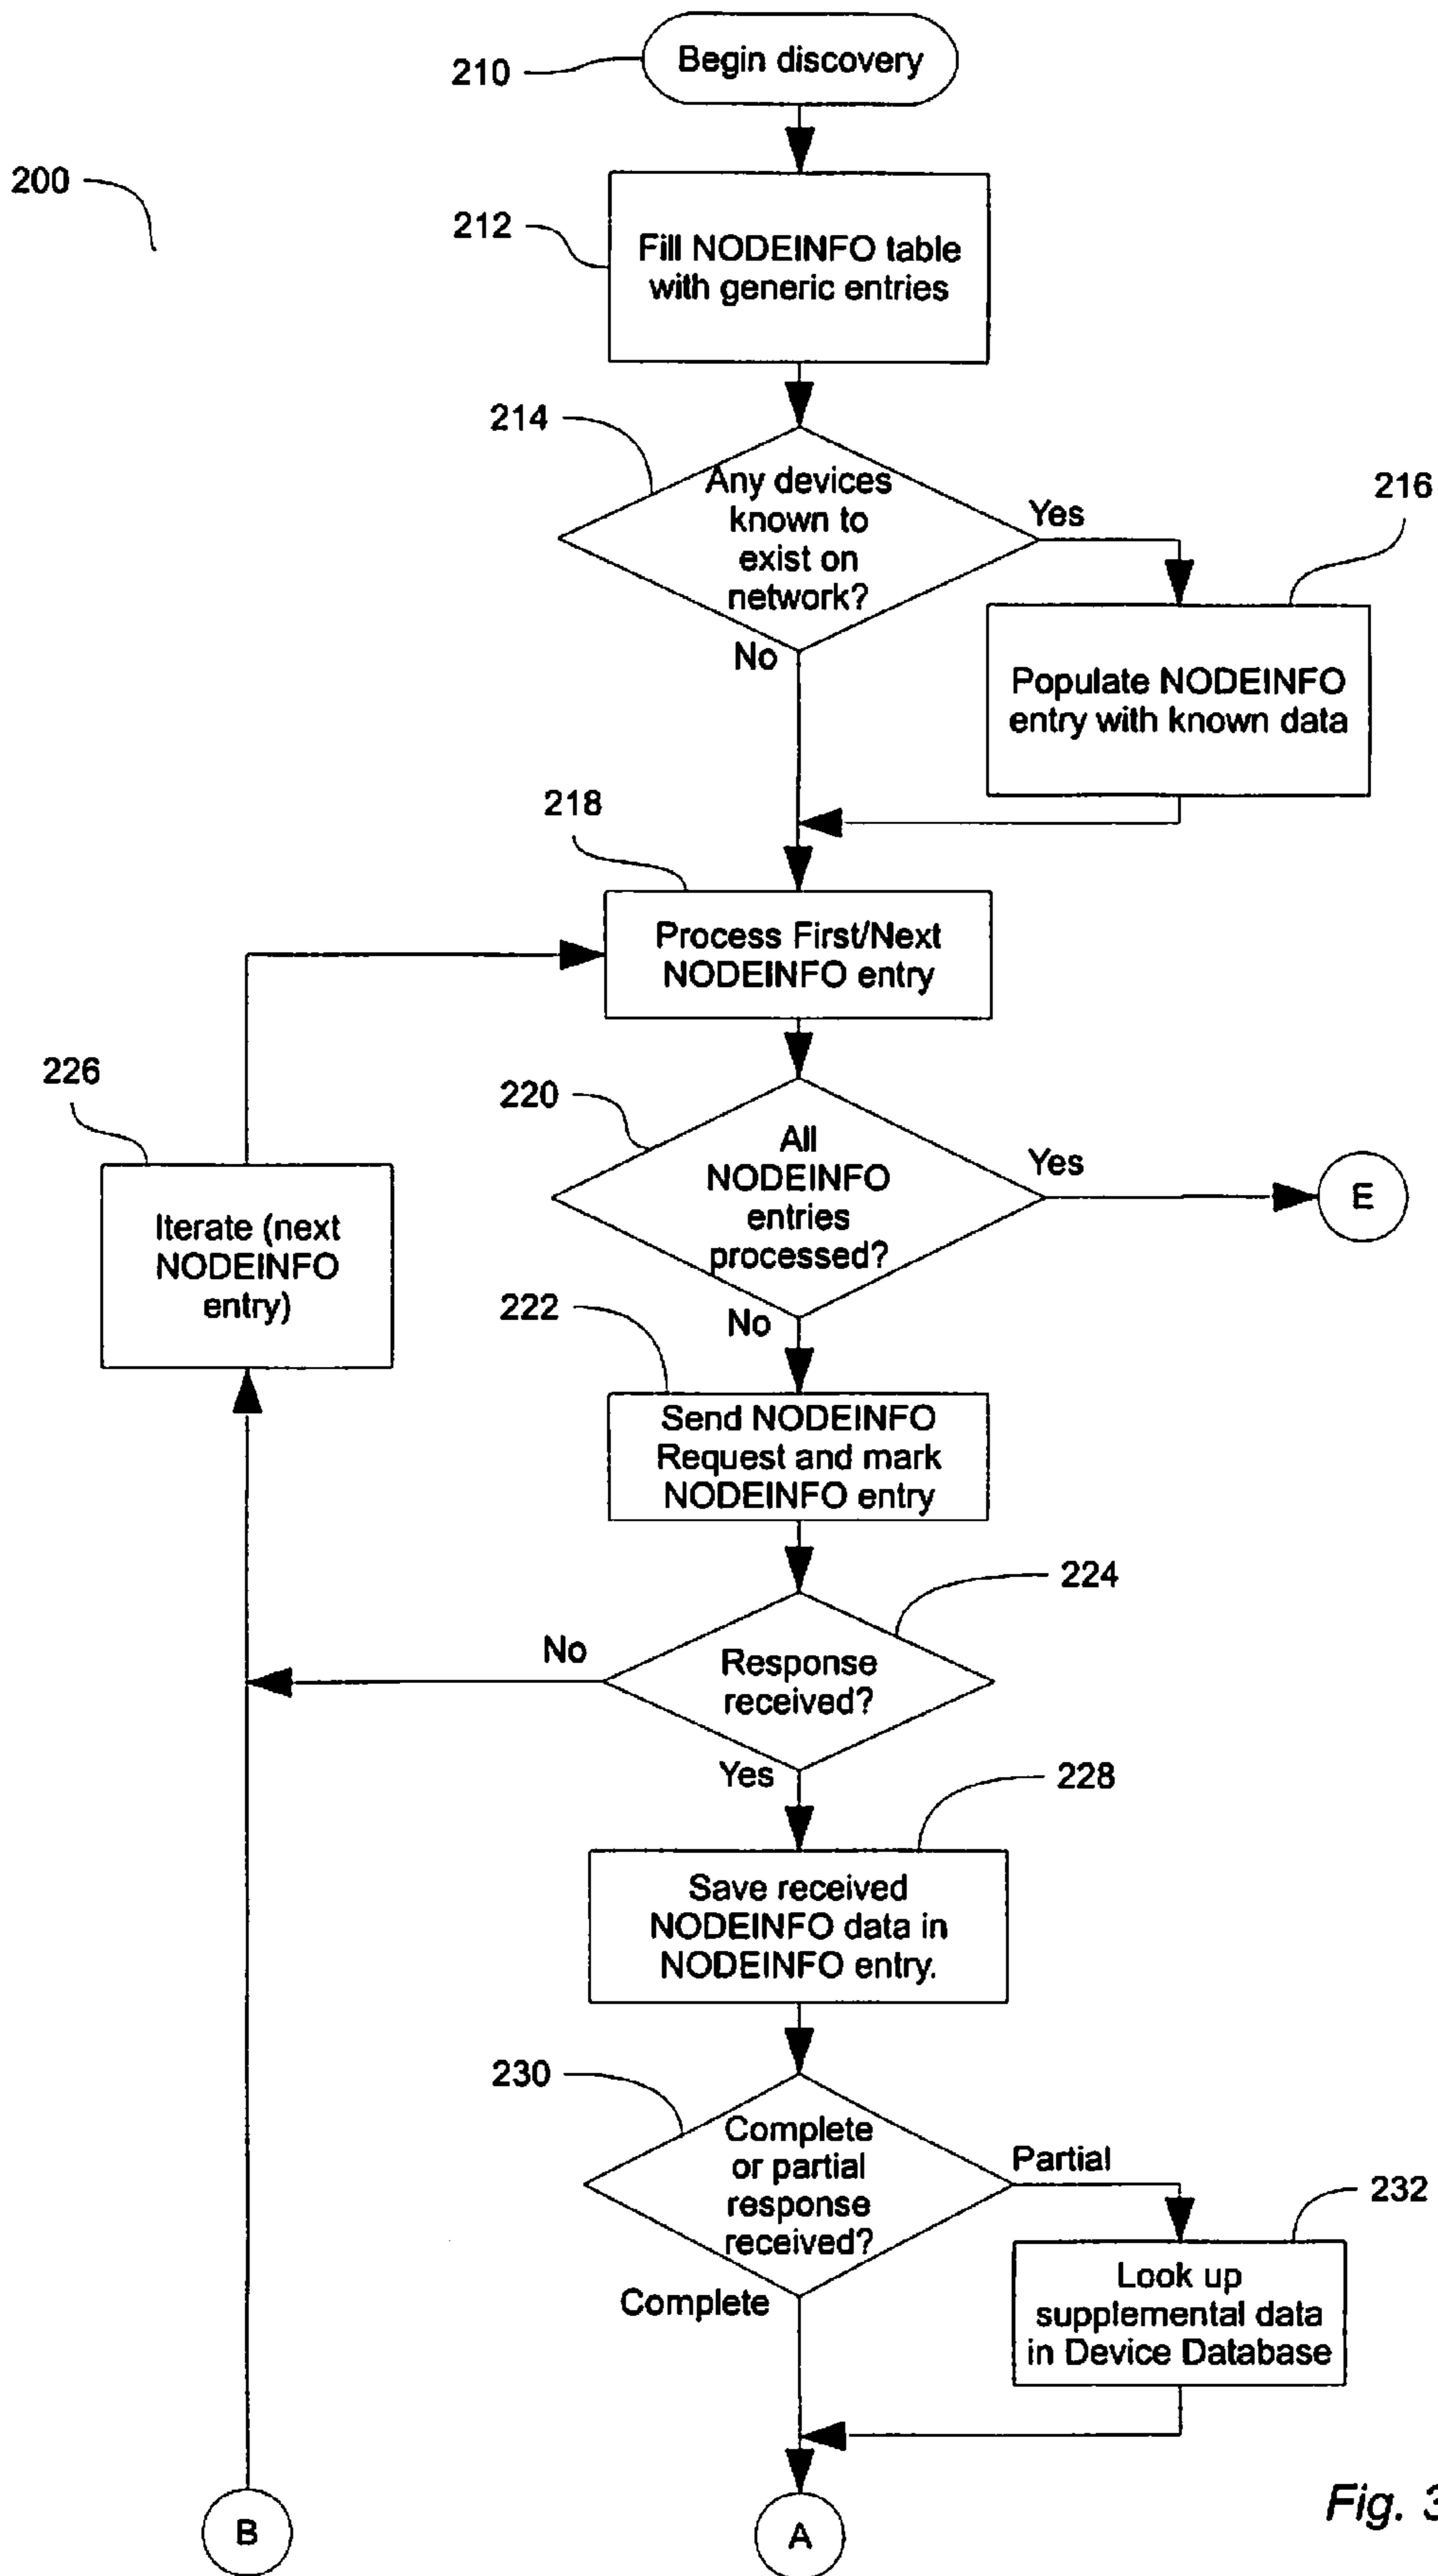 Begin discovery
210
200
212
Fill NODEINFO table
with generic entries
214
Any devices
known to
exist on
network?
Yes
216
No
Populate NODEINFO
entry with known data
218
Process First/Next
NODEINFO entry
226
220
All
NODEINFO
entries
processed?
Yes
E
Iterate (next
NODEINFO
entry)
222
No
Send NODEINFO
Request and mark
NODEINFO entry
224
No
Response
received?
Yes
228
Save received
NODEINFO data in
NODEINFO entry.
230
Complete
or partial
response
received?
Partial
232
Complete
Look up
supplemental data
in Device Database
B
A
Fig. 3